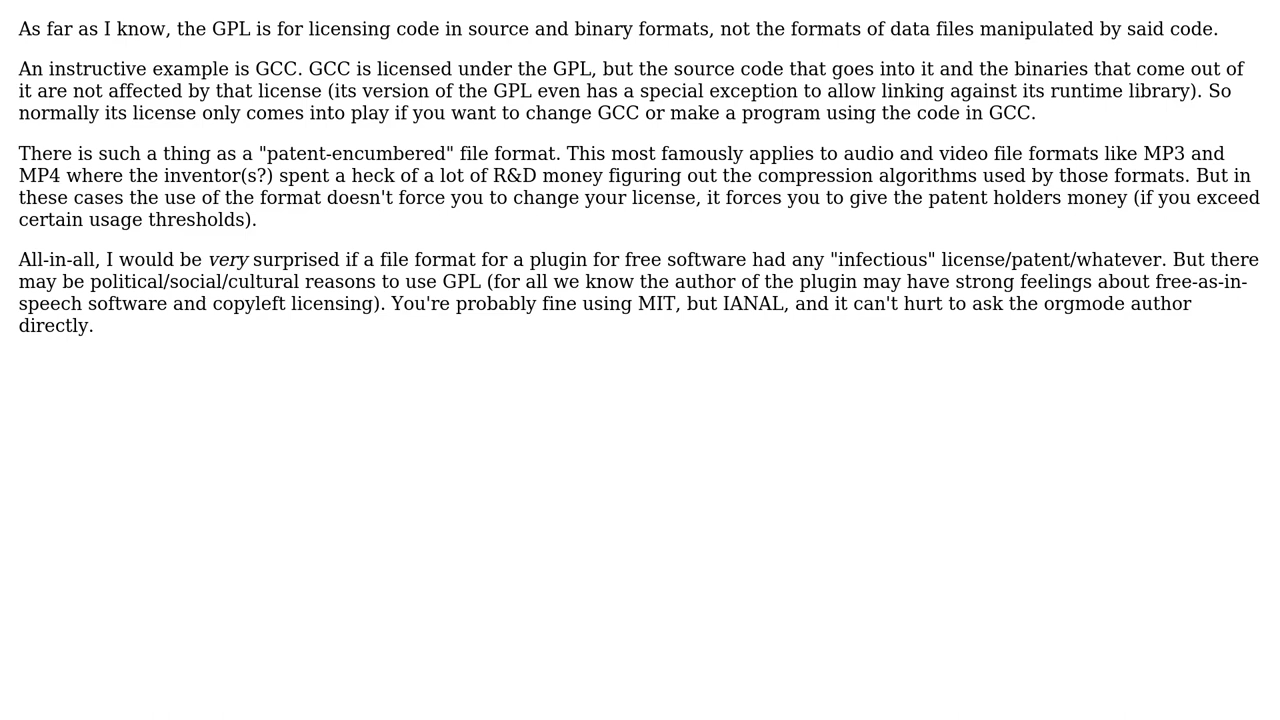 As far as I know, the GPL is for licensing code in source and binary formats, not the formats of data files manipulated by said code.
An instructive example is GCC. GCC is licensed under the GPL, but the source code that goes into it and the binaries that come out of
it are not affected by that license (its version of the GPL even has a special exception to allow linking against its runtime library). So
normally its license only comes into play if you want to change GCC or make a program using the code in GCC.
There is such a thing as a "patent-encumbered" file format. This most famously applies to audio and video file formats like MP3 and
MP4 where the inventor(s?) spent a heck of a lot of R&D money figuring out the compression algorithms used by those formats. But in
these cases the use of the format doesn't force you to change your license, it forces you to give the patent holders money (if you exceed
certain usage thresholds).
All-in-all, I would be very surprised if a file format for a plugin for free software had any "infectious" license/patent/whatever. But there
may be political/social/cultural reasons to use GPL (for all we know the author of the plugin may have strong feelings about free-as-in-
speech software and copyleft licensing). You're probably fine using MIT, but IANAL, and it can't hurt to ask the orgmode author
directly.